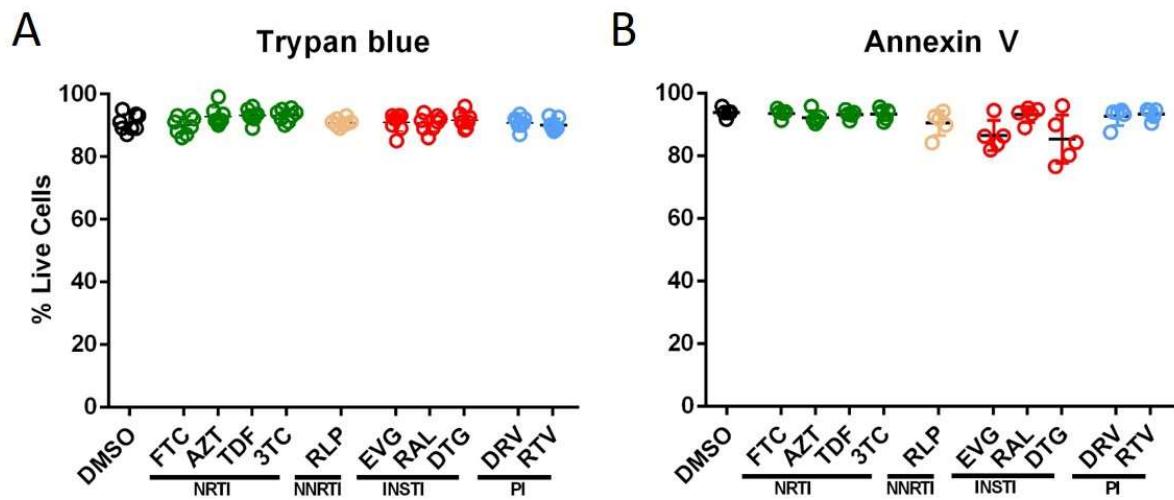 A
Trypan blue
% Live Cells
100
80
60
40
20
0
DMSO
FTC
AZT
TDF
3TC
RLP
EVG
RAL
DTG
DRV
RTV
NRTI
NNRTI
INSTI
PI
B
Annexin V
100
80
60
40
20
0
DMSO
FTC
AZT
TDF
3TC
RLP
EVG
RAL
DTG
DRV
RTV
NRTI
NNRTI
INSTI
PI